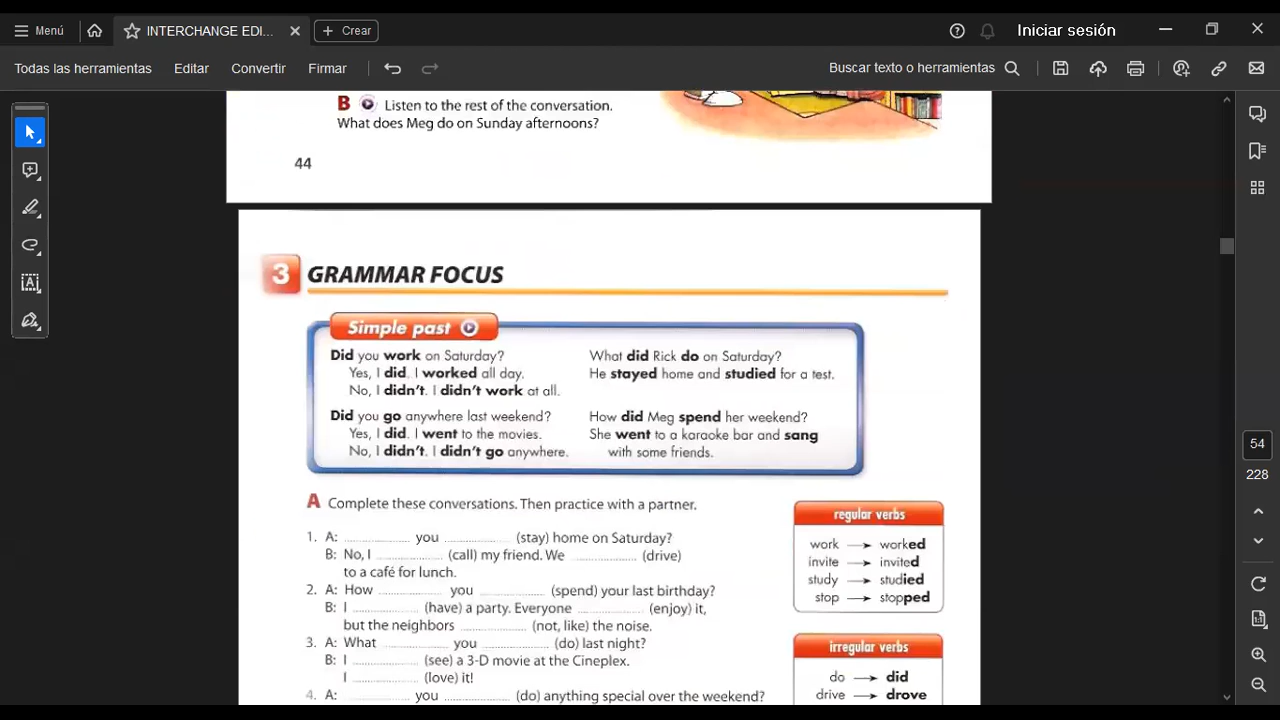 Menú
INTERCHANGE EDI...
Crear
Iniciar sesión
Todas las herramientas
Editar
Convertir
Firmar
Buscar texto o herramientas
B Listen to the rest of the conversation.
What does Meg do on Sunday afternoons?
44
3 GRAMMAR FOCUS
Simple past
Did you work on Saturday?
Yes, I did. I worked all day.
No, I didn't. I didn't work at all.
Did you go anywhere last weekend?
Yes, I did. I went to the movies.
No, I didn't. I didn't go anywhere.
What did Rick do on Saturday?
He stayed home and studied for a test.
How did Meg spend her weekend?
She went to a karaoke bar and sang
with some friends.
A Complete these conversations. Then practice with a partner.
1. A: ................ you ................ (stay) home on Saturday?
B: No, I ................ (call) my friend. We ................ (drive)
to a café for lunch.
2. A: How ................ you ................ (spend) your last birthday?
B: I ................ (have) a party. Everyone ................ (enjoy) it,
but the neighbors ................ (not, like) the noise.
3. A: What ................ you ................ (do) last night?
B: I ................ (see) a 3-D movie at the Cineplex.
I ................ (love) it!
4. A: ................ you ................ (do) anything special over the weekend?
regular verbs
work → worked
invite → invited
study → studied
stop → stopped
irregular verbs
do → did
drive → drove
54
228